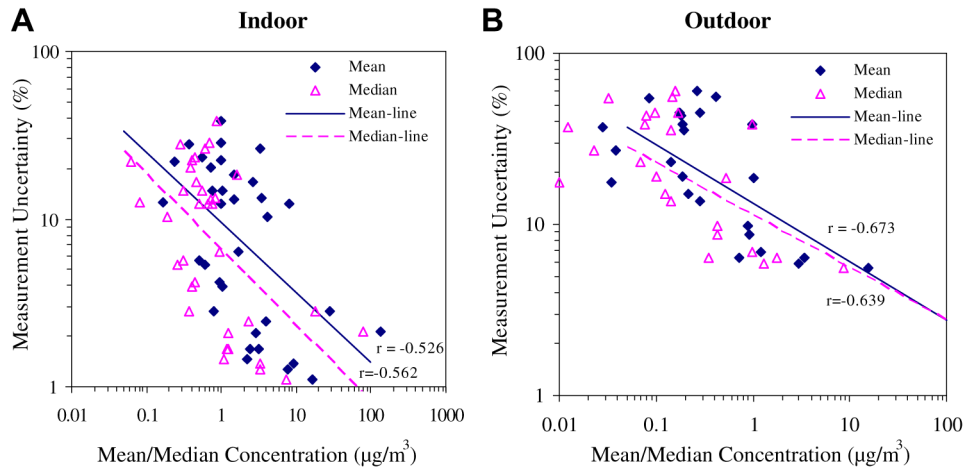 A
Indoor
Measurement Uncertainty (%)
100
10
1
0.01
0.1
1
10
100
1000
Mean
Median
Mean-line
Median-line
r = -0.526
r=-0.562
Mean/Median Concentration (µg/m³)
B
Outdoor
Measurement Uncertainty (%)
100
10
1
0.01
0.1
1
10
100
Mean
Median
Mean-line
Median-line
r = -0.673
r=-0.639
Mean/Median Concentration (µg/m³)